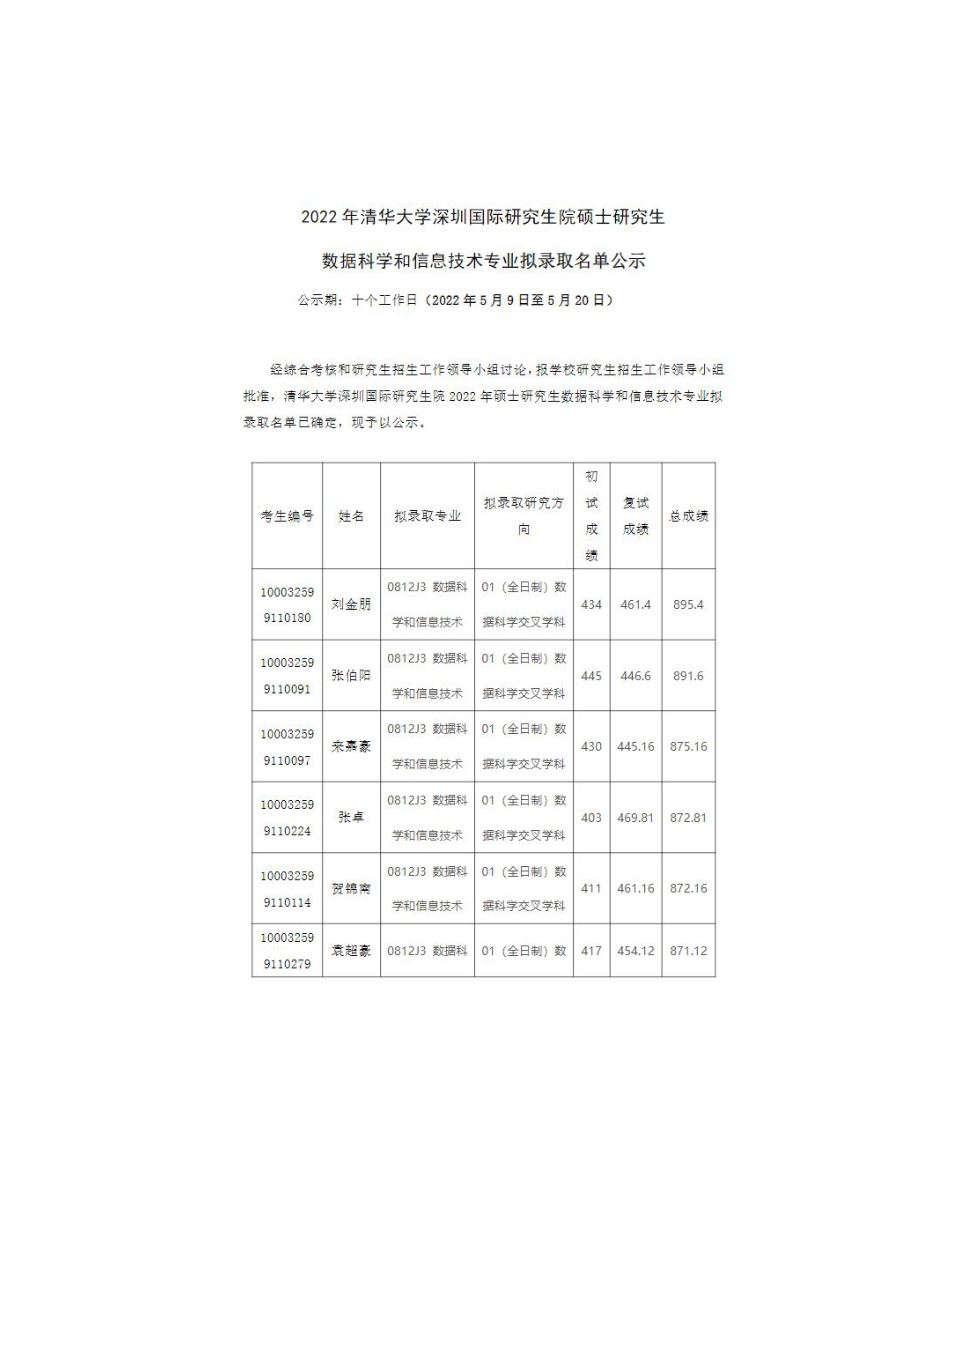 2022 年清华大学深圳国际研究生院硕士研究生
数据科学和信息技术专业拟录取名单公示
公示期：十个工作日（2022 年 5 月 9 日至 5 月 20 日）
经综合考核和研究生招生工作领导小组讨论，报学校研究生招生工作领导小组
批准，清华大学深圳国际研究生院 2022 年硕士研究生数据科学和信息技术专业拟
录取名单已确定，现予以公示。
考生编号 姓名 拟录取专业 拟录取研究方向 初试成绩 复试成绩 总成绩
100032599110180 刘金朋 0812J3 数据科学和信息技术 01（全日制）数据科学交叉学科 434 461.4 895.4
100032599110091 张伯阳 0812J3 数据科学和信息技术 01（全日制）数据科学交叉学科 445 446.6 891.6
100032599110097 来嘉豪 0812J3 数据科学和信息技术 01（全日制）数据科学交叉学科 430 445.16 875.16
100032599110224 张卓 0812J3 数据科学和信息技术 01（全日制）数据科学交叉学科 403 469.81 872.81
100032599110114 贺锦南 0812J3 数据科学和信息技术 01（全日制）数据科学交叉学科 411 461.16 872.16
100032599110279 袁超豪 0812J3 数据科 01（全日制）数 417 454.12 871.12